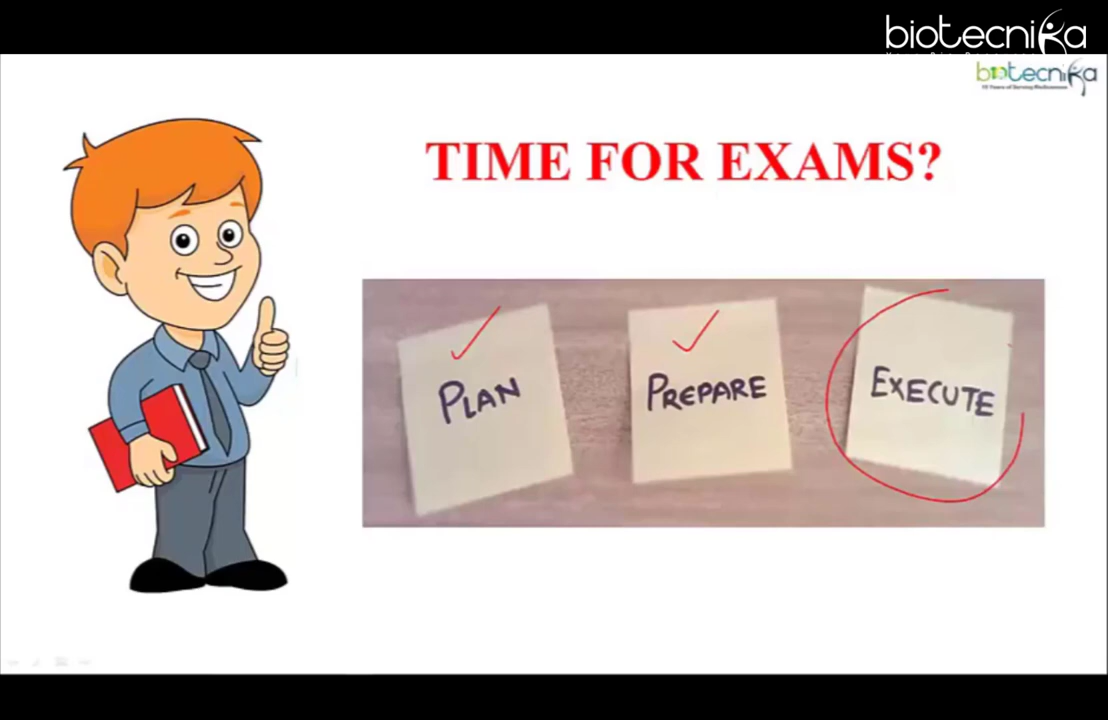 biotecnika
biotecnika
TIME FOR EXAMS?
PLAN
PREPARE
EXECUTE